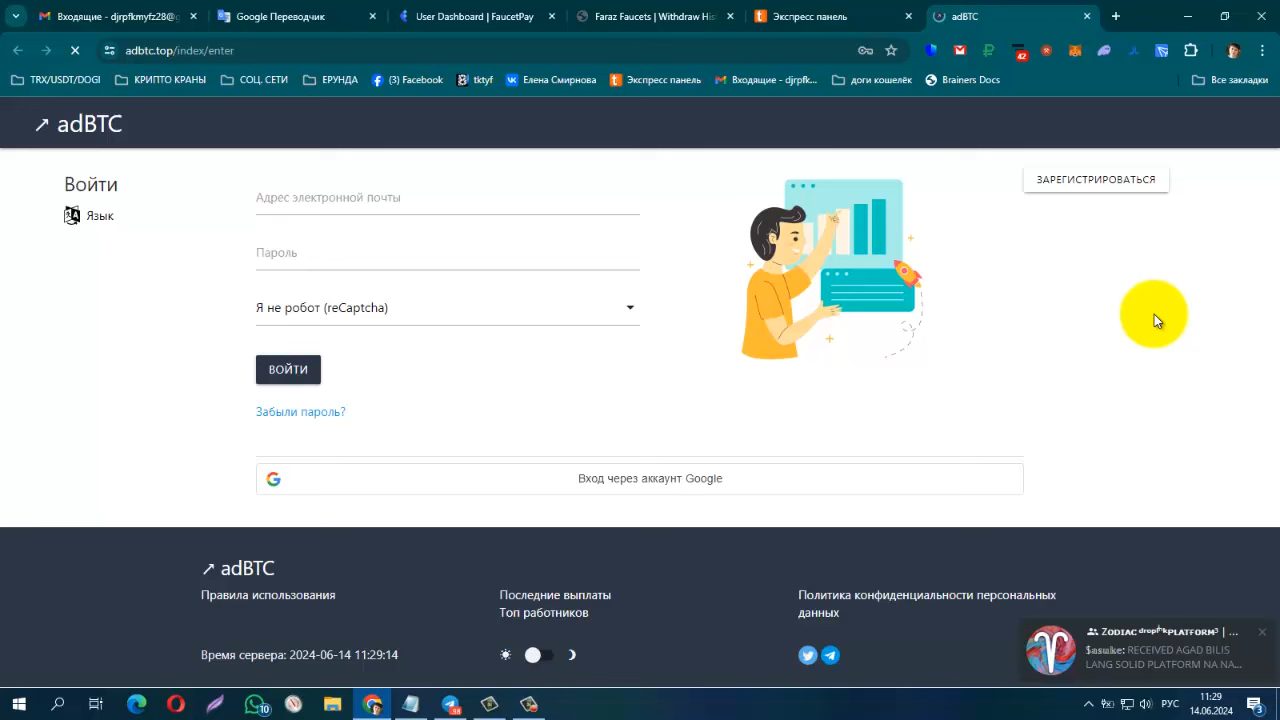 Входящие - djrpfkmyfz28@g
Google Переводчик
User Dashboard | FaucetPay
Faraz Faucets | Withdraw His
Экспресс панель
adBTC
adbtc.top/index/enter
42
TRX/USDT/DOGI
КРИПТО КРАНЫ
СОЦ. СЕТИ
ЕРУНДА
(3) Facebook
tktyf
Елена Смирнова
Экспресс панель
Входящие - djrpfk...
доги кошелёк
Brainers Docs
Все закладки
↗ adBTC
Войти
Язык
Адрес электронной почты
Пароль
Я не робот (reCaptcha)
ВОЙТИ
Забыли пароль?
ЗАРЕГИСТРИРОВАТЬСЯ
Вход через аккаунт Google
↗ adBTC
Правила использования
Последние выплаты
Топ работников
Политика конфиденциальности персональных
данных
Время сервера: 2024-06-14 11:29:14
$asuke: RECEIVED AGAD BILIS
LANG SOLID PLATFORM NA NA...
10
РУС
11:29
14.06.2024
3